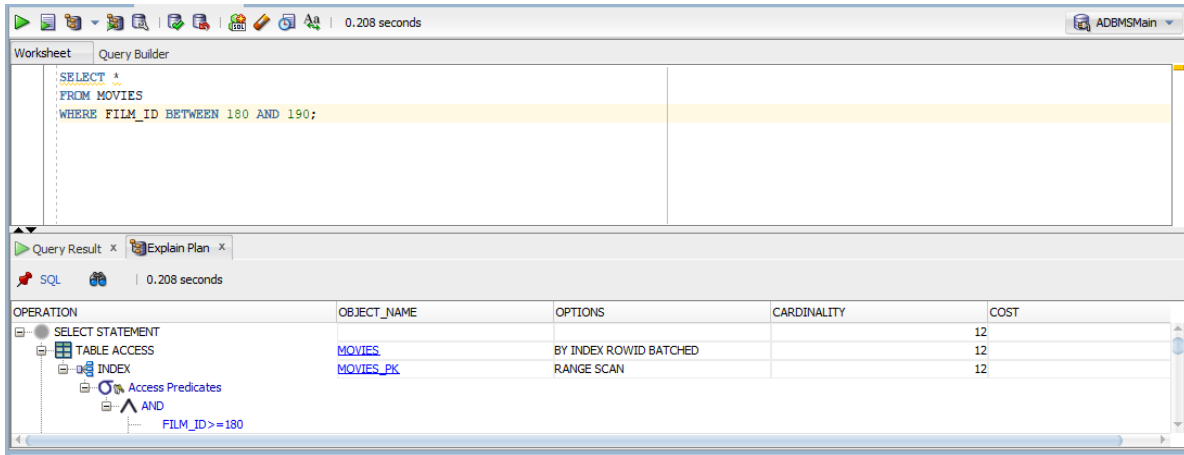 0.208 seconds ADBMSMain
Worksheet Query Builder
SELECT *
FROM MOVIES
WHERE FILM_ID BETWEEN 180 AND 190;
Query Result x Explain Plan x
SQL 0.208 seconds
OPERATION OBJECT_NAME OPTIONS CARDINALITY COST
SELECT STATEMENT 12
TABLE ACCESS MOVIES BY INDEX ROWID BATCHED 12
INDEX MOVIES_PK RANGE SCAN 12
Access Predicates
AND
FILM_ID>=180